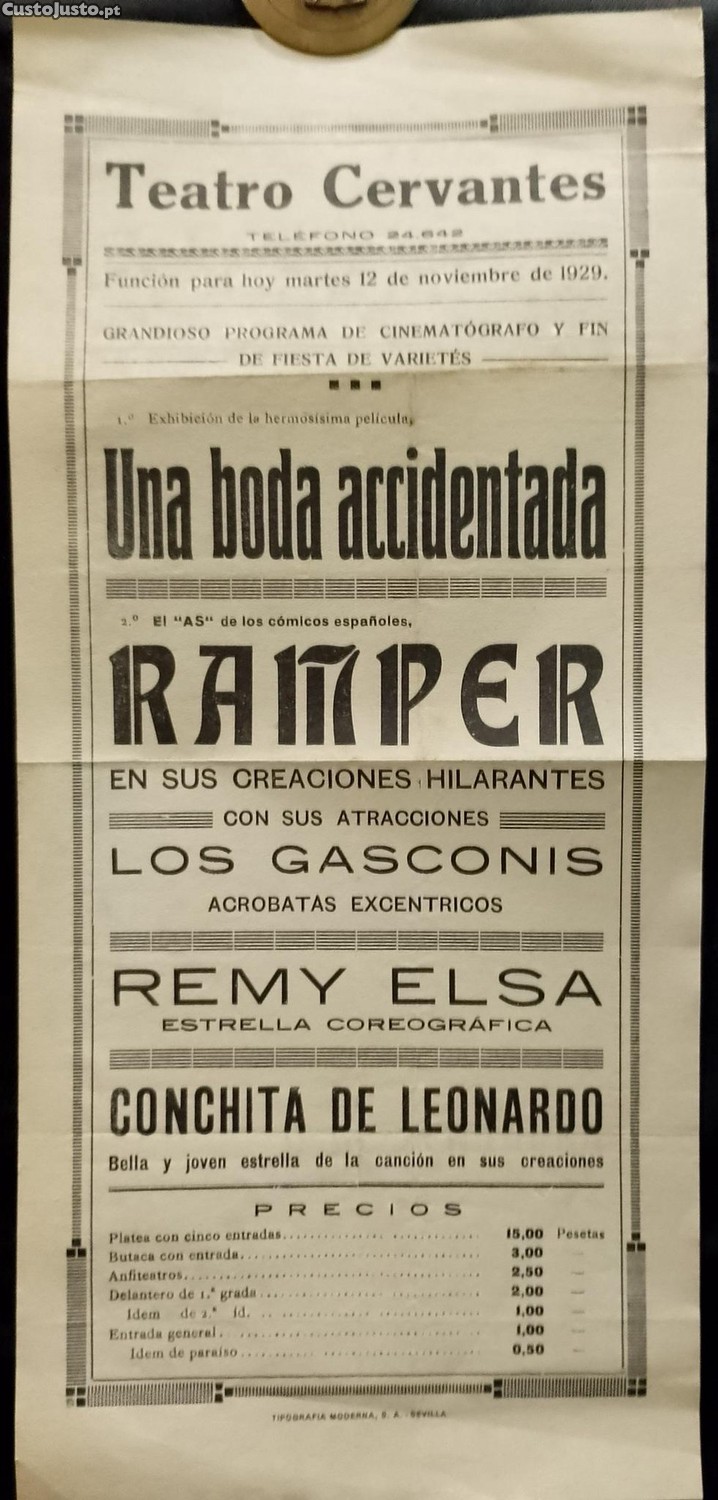 CustoJusto.pt
Teatro Cervantes
TELÉFONO 24.642
Función para hoy martes 12 de noviembre de 1929.
GRANDIOSO PROGRAMA DE CINEMATÓGRAFO Y FIN
DE FIESTA DE VARIETÉS
1.º Exhibición de la hermosísima película,
Una boda accidentada
2.º El "AS" de los cómicos españoles,
RAMPER
EN SUS CREACIONES HILARANTES
CON SUS ATRACCIONES
LOS GASCONIS
ACROBATAS EXCENTRICOS
REMY ELSA
ESTRELLA COREOGRÁFICA
CONCHITA DE LEONARDO
Bella y joven estrella de la canción en sus creaciones
PRECIOS
Platea con cinco entradas 15,00 Pesetas
Butaca con entrada 3,00 —
Anfiteatros 2,50 —
Delantero de 1.ª grada 2,00 —
Idem de 2.ª íd. 1,00 —
Entrada general 1,00 —
Idem de paraíso 0,50 —
TIPOGRAFÍA MODERNA, S. A. - SEVILLA